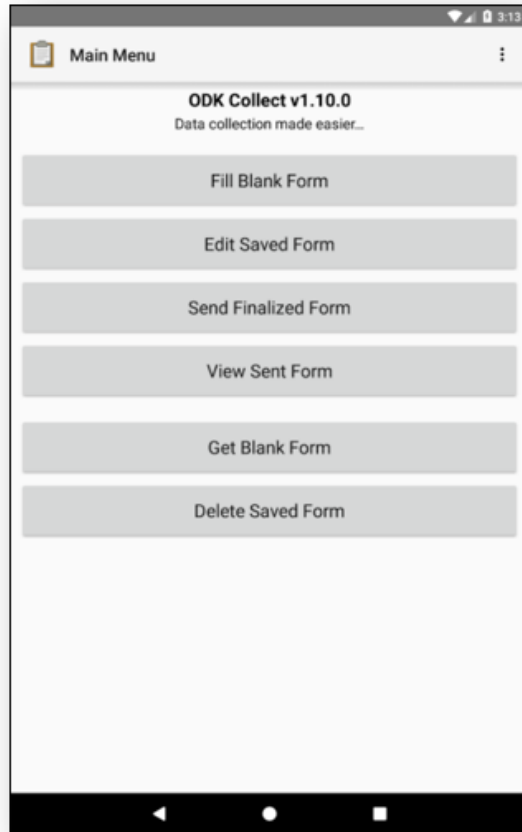 3:13
Main Menu
ODK Collect v1.10.0
Data collection made easier...
Fill Blank Form
Edit Saved Form
Send Finalized Form
View Sent Form
Get Blank Form
Delete Saved Form